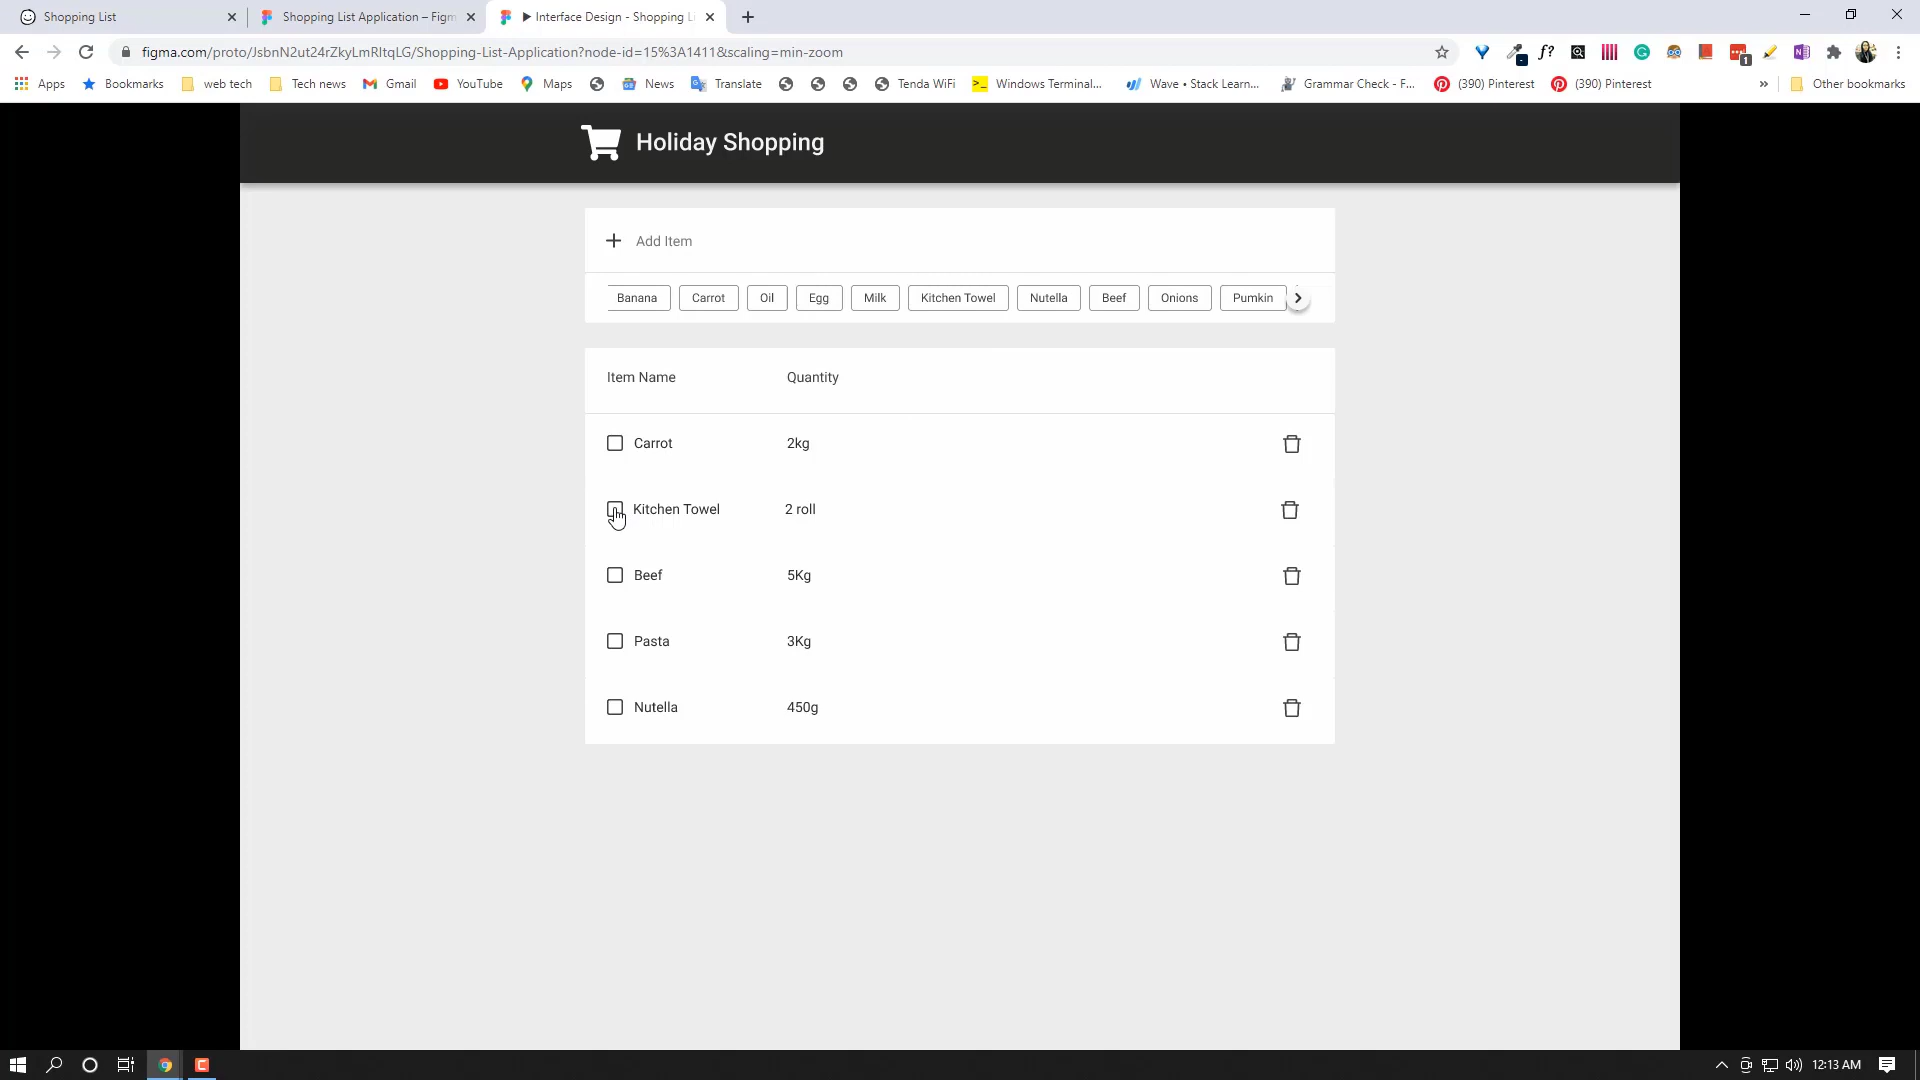 Shopping List
Shopping List Application – Figm
▶ Interface Design - Shopping Li
figma.com/proto/JsbnN2ut24rZkyLmRItqLG/Shopping-List-Application?node-id=15%3A1411&scaling=min-zoom
Apps Bookmarks web tech Tech news Gmail YouTube Maps News Translate Tenda WiFi Windows Terminal... Wave • Stack Learn... Grammar Check - F... (390) Pinterest (390) Pinterest » Other bookmarks
Holiday Shopping
Add Item
Banana Carrot Oil Egg Milk Kitchen Towel Nutella Beef Onions Pumkin
Item Name Quantity
Carrot 2kg
Kitchen Towel 2 roll
Beef 5Kg
Pasta 3Kg
Nutella 450g
12:13 AM